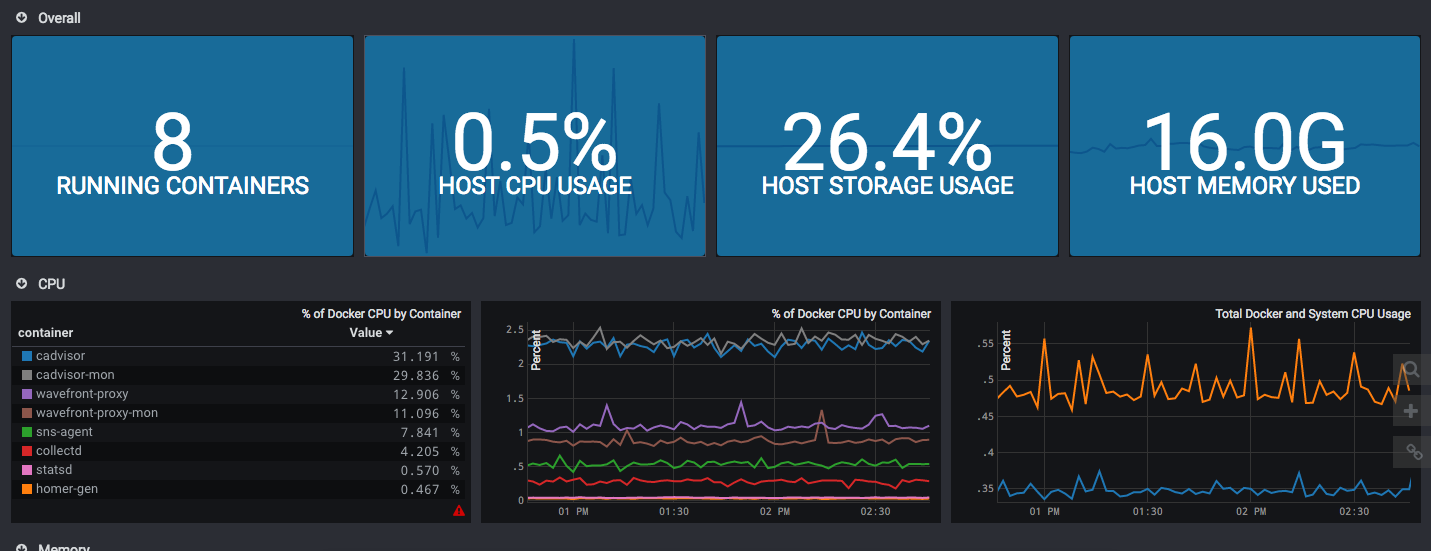 Overall
8
RUNNING CONTAINERS
0.5%
HOST CPU USAGE
26.4%
HOST STORAGE USAGE
16.0G
HOST MEMORY USED
CPU
% of Docker CPU by Container
container Value
cadvisor 31.191 %
cadvisor-mon 29.836 %
wavefront-proxy 12.906 %
wavefront-proxy-mon 11.096 %
sns-agent 7.841 %
collectd 4.205 %
statsd 0.570 %
homer-gen 0.467 %
% of Docker CPU by Container
Percent
2.5
2
1.5
1
.5
0
01 PM 01:30 02 PM 02:30
Total Docker and System CPU Usage
Percent
.55
.5
.45
.4
.35
01 PM 01:30 02 PM 02:30
Memory